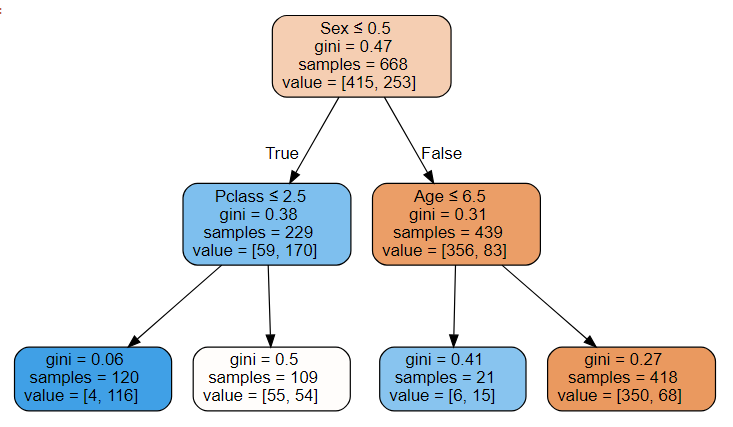 Sex ≤ 0.5
gini = 0.47
samples = 668
value = [415, 253]
True
False
Pclass ≤ 2.5
gini = 0.38
samples = 229
value = [59, 170]
Age ≤ 6.5
gini = 0.31
samples = 439
value = [356, 83]
gini = 0.06
samples = 120
value = [4, 116]
gini = 0.5
samples = 109
value = [55, 54]
gini = 0.41
samples = 21
value = [6, 15]
gini = 0.27
samples = 418
value = [350, 68]